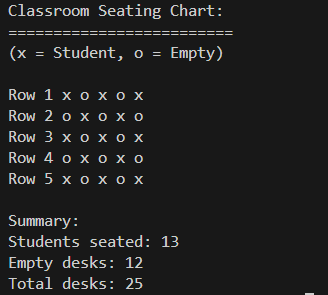 Classroom Seating Chart:
=========================
(x = Student, o = Empty)
Row 1 x o x o x
Row 2 o x o x o
Row 3 x o x o x
Row 4 o x o x o
Row 5 x o x o x
Summary:
Students seated: 13
Empty desks: 12
Total desks: 25